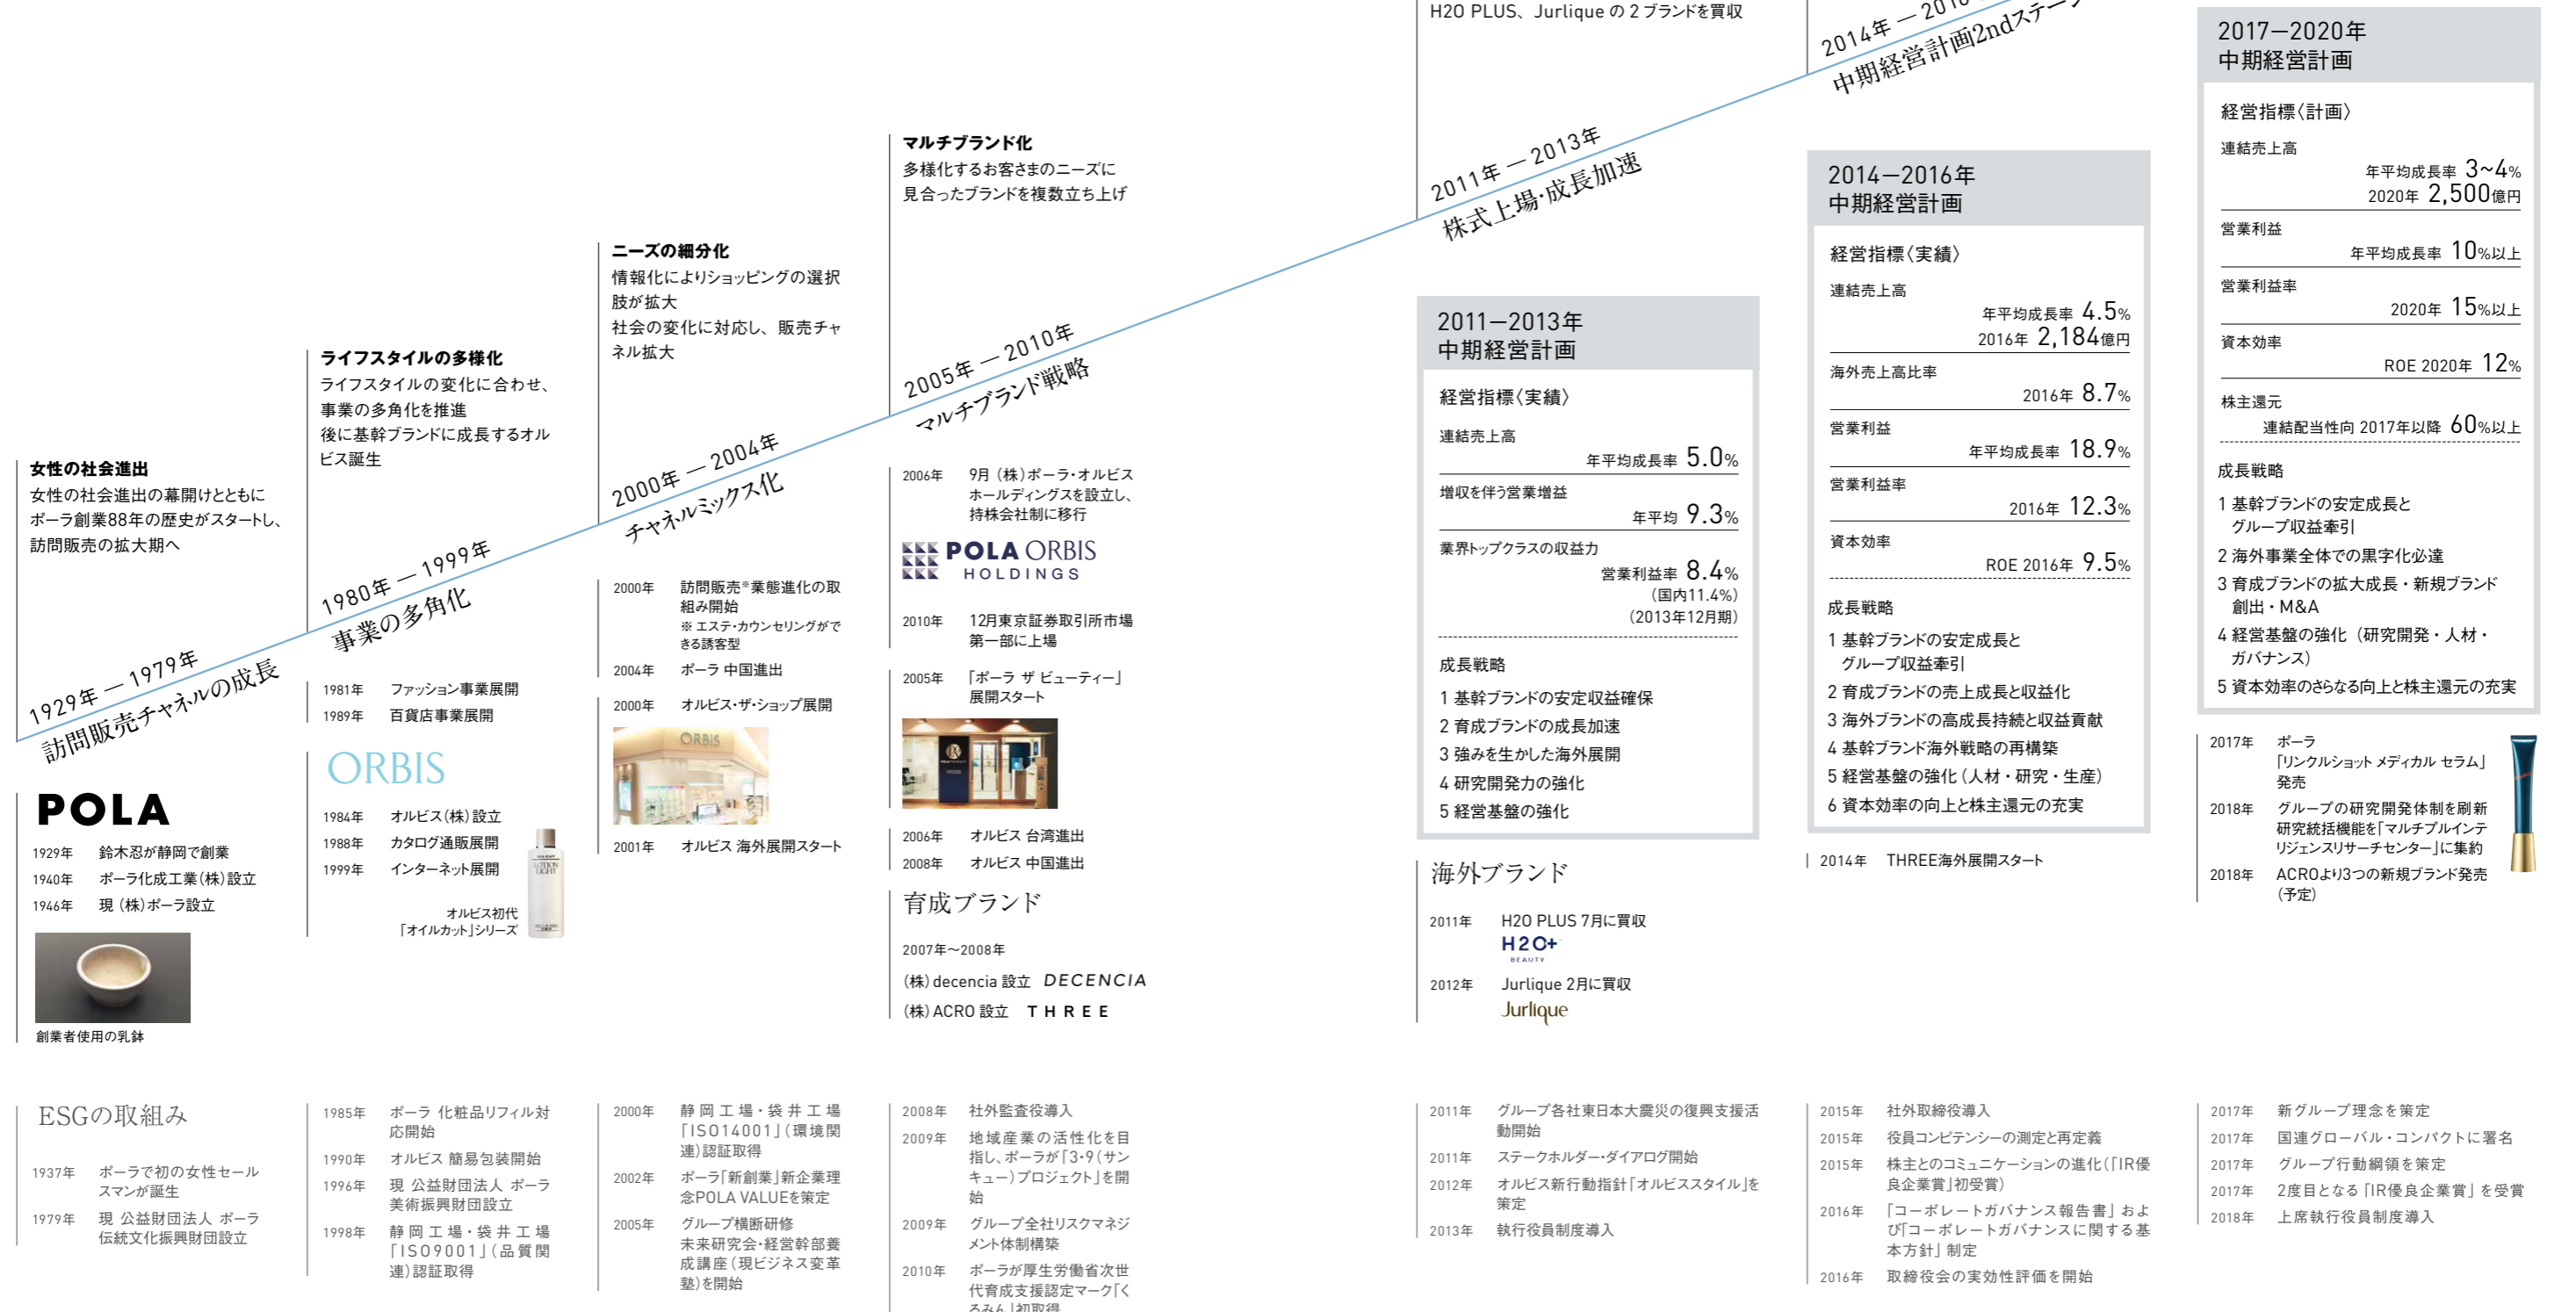 H2O PLUS、Jurlique の 2 ブランドを買収
女性の社会進出
女性の社会進出の幕開けとともに
ポーラ創業88年の歴史がスタートし、
訪問販売の拡大期へ
1929年 ― 1979年
訪問販売チャネルの成長
POLA
1929年 鈴木忍が静岡で創業
1940年 ポーラ化成工業(株)設立
1946年 現(株)ポーラ設立
創業者使用の乳鉢
ライフスタイルの多様化
ライフスタイルの変化に合わせ、
事業の多角化を推進
後に基幹ブランドに成長するオル
ビス誕生
1980年 ― 1999年
事業の多角化
1981年 ファッション事業展開
1989年 百貨店事業展開
ORBIS
1984年 オルビス(株)設立
1988年 カタログ通販展開
1999年 インターネット展開
オルビス初代
「オイルカット」シリーズ
LOTION
LIGHT
ニーズの細分化
情報化によりショッピングの選択
肢が拡大
社会の変化に対応し、販売チャ
ネル拡大
2000年 ― 2004年
チャネルミックス化
2000年 訪問販売※業態進化の取
組み開始
※ エステ・カウンセリングがで
きる誘客型
2004年 ポーラ 中国進出
2000年 オルビス・ザ・ショップ展開
ORBIS
2001年 オルビス 海外展開スタート
マルチブランド化
多様化するお客さまのニーズに
見合ったブランドを複数立ち上げ
2005年 ― 2010年
マルチブランド戦略
2006年 9月(株)ポーラ・オルビス
ホールディングスを設立し、
持株会社制に移行
POLA ORBIS
HOLDINGS
2010年 12月東京証券取引所市場
第一部に上場
2005年 「ポーラ ザ ビューティー」
展開スタート
2006年 オルビス 台湾進出
2008年 オルビス 中国進出
育成ブランド
2007年〜2008年
(株)decencia 設立 DECENCIA
(株)ACRO 設立 THREE
2011年 ― 2013年
株式上場・成長加速
2011―2013年
中期経営計画
経営指標〈実績〉
連結売上高
年平均成長率 5.0%
増収を伴う営業増益
年平均 9.3%
業界トップクラスの収益力
営業利益率 8.4%
(国内11.4%)
(2013年12月期)
成長戦略
1 基幹ブランドの安定収益確保
2 育成ブランドの成長加速
3 強みを生かした海外展開
4 研究開発力の強化
5 経営基盤の強化
海外ブランド
2011年 H2O PLUS 7月に買収
H2O+
BEAUTY
2012年 Jurlique 2月に買収
Jurlique
中期経営計画2ndステージ
2014―2016年
中期経営計画
経営指標〈実績〉
連結売上高
年平均成長率 4.5%
2016年 2,184億円
海外売上高比率
2016年 8.7%
営業利益
年平均成長率 18.9%
営業利益率
2016年 12.3%
資本効率
ROE 2016年 9.5%
成長戦略
1 基幹ブランドの安定成長と
グループ収益牽引
2 育成ブランドの売上成長と収益化
3 海外ブランドの高成長持続と収益貢献
4 基幹ブランド海外戦略の再構築
5 経営基盤の強化(人材・研究・生産)
6 資本効率の向上と株主還元の充実
2014年 THREE海外展開スタート
2017―2020年
中期経営計画
経営指標〈計画〉
連結売上高
年平均成長率 3~4%
2020年 2,500億円
営業利益
年平均成長率 10%以上
営業利益率
2020年 15%以上
資本効率
ROE 2020年 12%
株主還元
連結配当性向 2017年以降 60%以上
成長戦略
1 基幹ブランドの安定成長と
グループ収益牽引
2 海外事業全体での黒字化必達
3 育成ブランドの拡大成長・新規ブランド
創出・M&A
4 経営基盤の強化(研究開発・人材・
ガバナンス)
5 資本効率のさらなる向上と株主還元の充実
2017年 ポーラ
「リンクルショット メディカル セラム」
発売
2018年 グループの研究開発体制を刷新
研究統括機能を「マルチプルインテ
リジェンスリサーチセンター」に集約
2018年 ACROより3つの新規ブランド発売
(予定)
ESGの取組み
1937年 ポーラで初の女性セール
スマンが誕生
1979年 現 公益財団法人 ポーラ
伝統文化振興財団設立
1985年 ポーラ 化粧品リフィル対
応開始
1990年 オルビス 簡易包装開始
1996年 現 公益財団法人 ポーラ
美術振興財団設立
1998年 静岡工場・袋井工場
「ISO9001」(品質関
連)認証取得
2000年 静岡工場・袋井工場
「ISO14001」(環境関
連)認証取得
2002年 ポーラ「新創業」新企業理
念POLA VALUEを策定
2005年 グループ横断研修
未来研究会・経営幹部養
成講座(現ビジネス変革
塾)を開始
2008年 社外監査役導入
2009年 地域産業の活性化を目
指し、ポーラが「3・9(サン
キュー)プロジェクト」を開
始
2009年 グループ全社リスクマネジ
メント体制構築
2010年 ポーラが厚生労働省次世
代育成支援認定マーク「く
るみん」初取得
2011年 グループ各社東日本大震災の復興支援活
動開始
2011年 ステークホルダー・ダイアログ開始
2012年 オルビス新行動指針「オルビススタイル」を
策定
2013年 執行役員制度導入
2015年 社外取締役導入
2015年 役員コンピテンシーの測定と再定義
2015年 株主とのコミュニケーションの進化(「IR優
良企業賞」初受賞)
2016年 「コーポレートガバナンス報告書」およ
び「コーポレートガバナンスに関する基
本方針」制定
2016年 取締役会の実効性評価を開始
2017年 新グループ理念を策定
2017年 国連グローバル・コンパクトに署名
2017年 グループ行動綱領を策定
2017年 2度目となる「IR優良企業賞」を受賞
2018年 上席執行役員制度導入